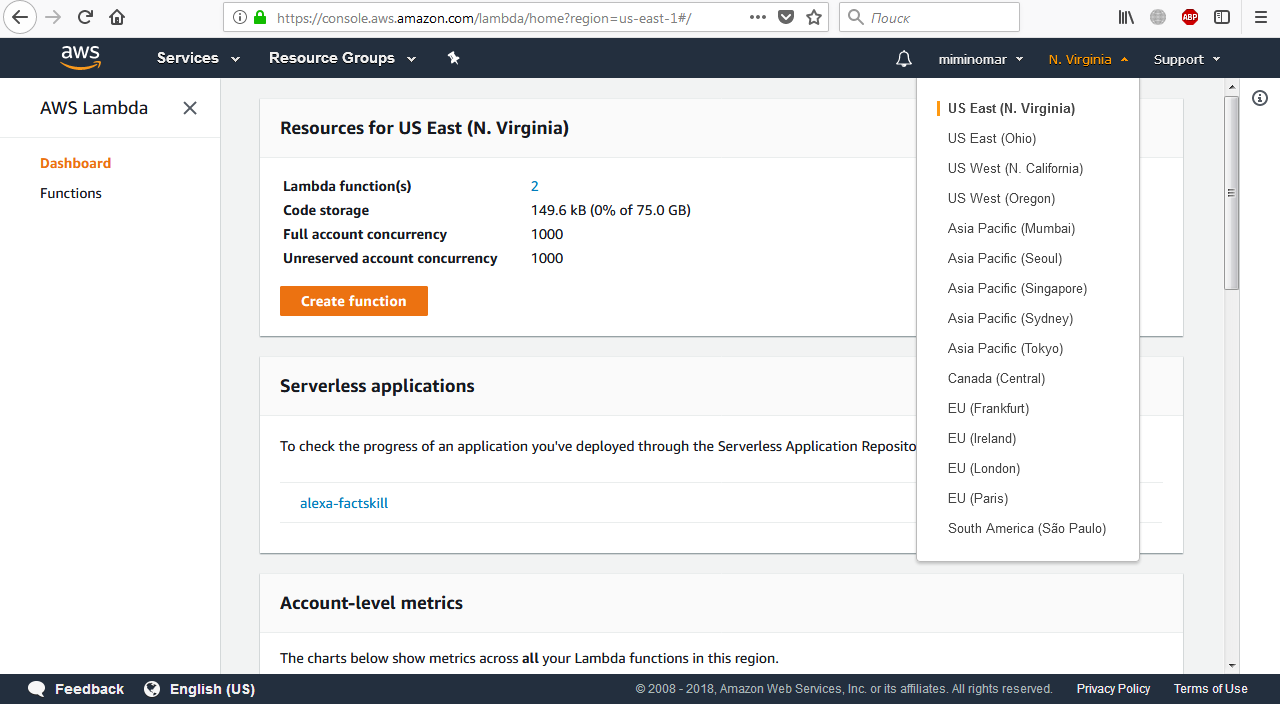 https://console.aws.amazon.com/lambda/home?region=us-east-1#/
Поиск
ABP
aws
Services
Resource Groups
miminomar
N. Virginia
Support
AWS Lambda
Dashboard
Functions
Resources for US East (N. Virginia)
Lambda function(s) 2
Code storage 149.6 kB (0% of 75.0 GB)
Full account concurrency 1000
Unreserved account concurrency 1000
Create function
Serverless applications
To check the progress of an application you've deployed through the Serverless Application Reposito
alexa-factskill
Account-level metrics
The charts below show metrics across all your Lambda functions in this region.
US East (N. Virginia)
US East (Ohio)
US West (N. California)
US West (Oregon)
Asia Pacific (Mumbai)
Asia Pacific (Seoul)
Asia Pacific (Singapore)
Asia Pacific (Sydney)
Asia Pacific (Tokyo)
Canada (Central)
EU (Frankfurt)
EU (Ireland)
EU (London)
EU (Paris)
South America (São Paulo)
Feedback
English (US)
© 2008 - 2018, Amazon Web Services, Inc. or its affiliates. All rights reserved.
Privacy Policy
Terms of Use